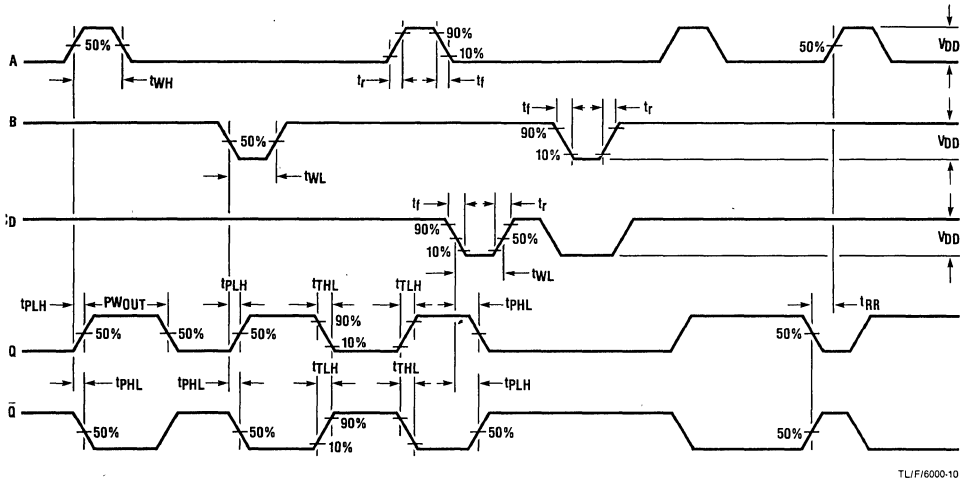 A
50%
tWH
tr
tf
90%
10%
50%
VDD
B
50%
tWL
tf
tr
90%
10%
VDD
CD
tf
tr
90%
10%
50%
tWL
VDD
tPLH
PWOUT
tPLH
tTHL
tTLH
tPHL
tRR
Q
50%
50%
50%
90%
10%
50%
tPHL
tPHL
tTLH
tTHL
tPLH
Q̄
50%
50%
90%
10%
50%
50%
TL/F/6000-10